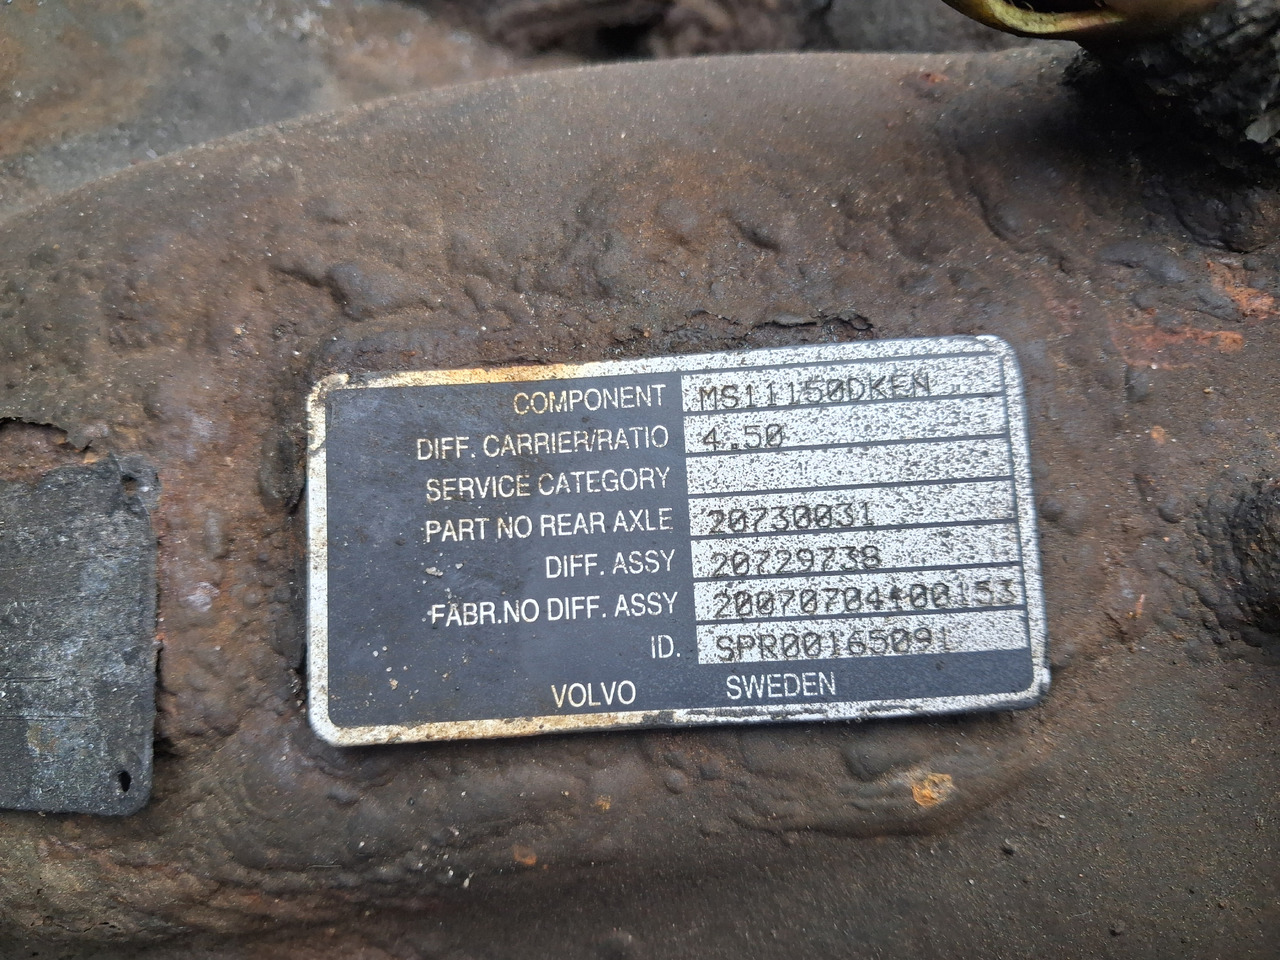 COMPONENT MS11150DKEN
DIFF. CARRIER/RATIO 4.50
SERVICE CATEGORY
PART NO REAR AXLE 20730031
DIFF. ASSY 20729738
FABR.NO DIFF. ASSY 20070704400153
ID. SPR00165091
VOLVO SWEDEN